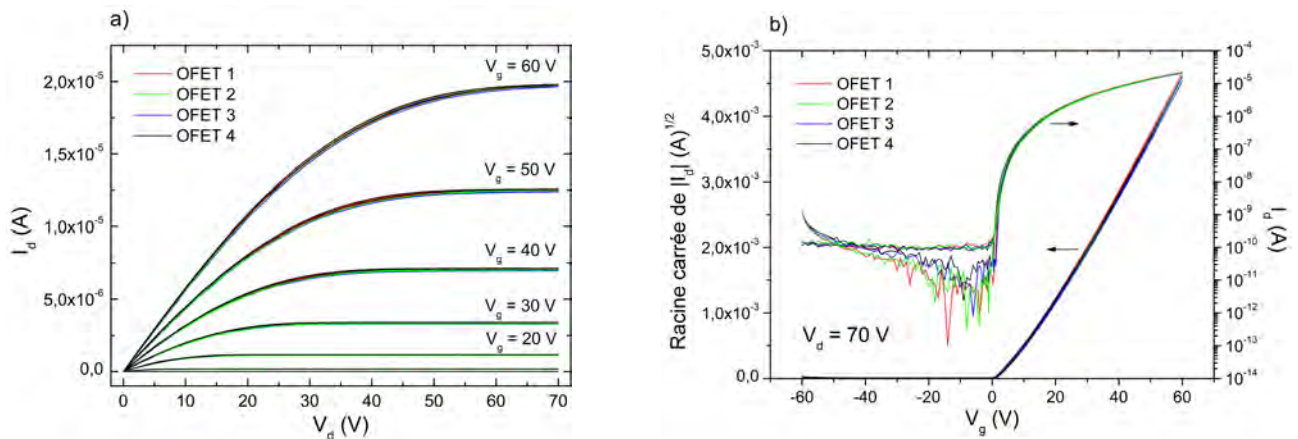 a)
I_d (A)
2,0x10^-5
1,5x10^-5
1,0x10^-5
5,0x10^-6
0,0
OFET 1
OFET 2
OFET 3
OFET 4
V_g = 60 V
V_g = 50 V
V_g = 40 V
V_g = 30 V
V_g = 20 V
0 10 20 30 40 50 60 70
V_d (V)
b)
Racine carrée de |I_d| (A)^1/2
5,0x10^-3
4,0x10^-3
3,0x10^-3
2,0x10^-3
1,0x10^-3
0,0
OFET 1
OFET 2
OFET 3
OFET 4
V_d = 70 V
10^-4
10^-5
10^-6
10^-7
10^-8
10^-9
10^-10
10^-11
10^-12
10^-13
10^-14
I_d (A)
-60 -40 -20 0 20 40 60
V_g (V)